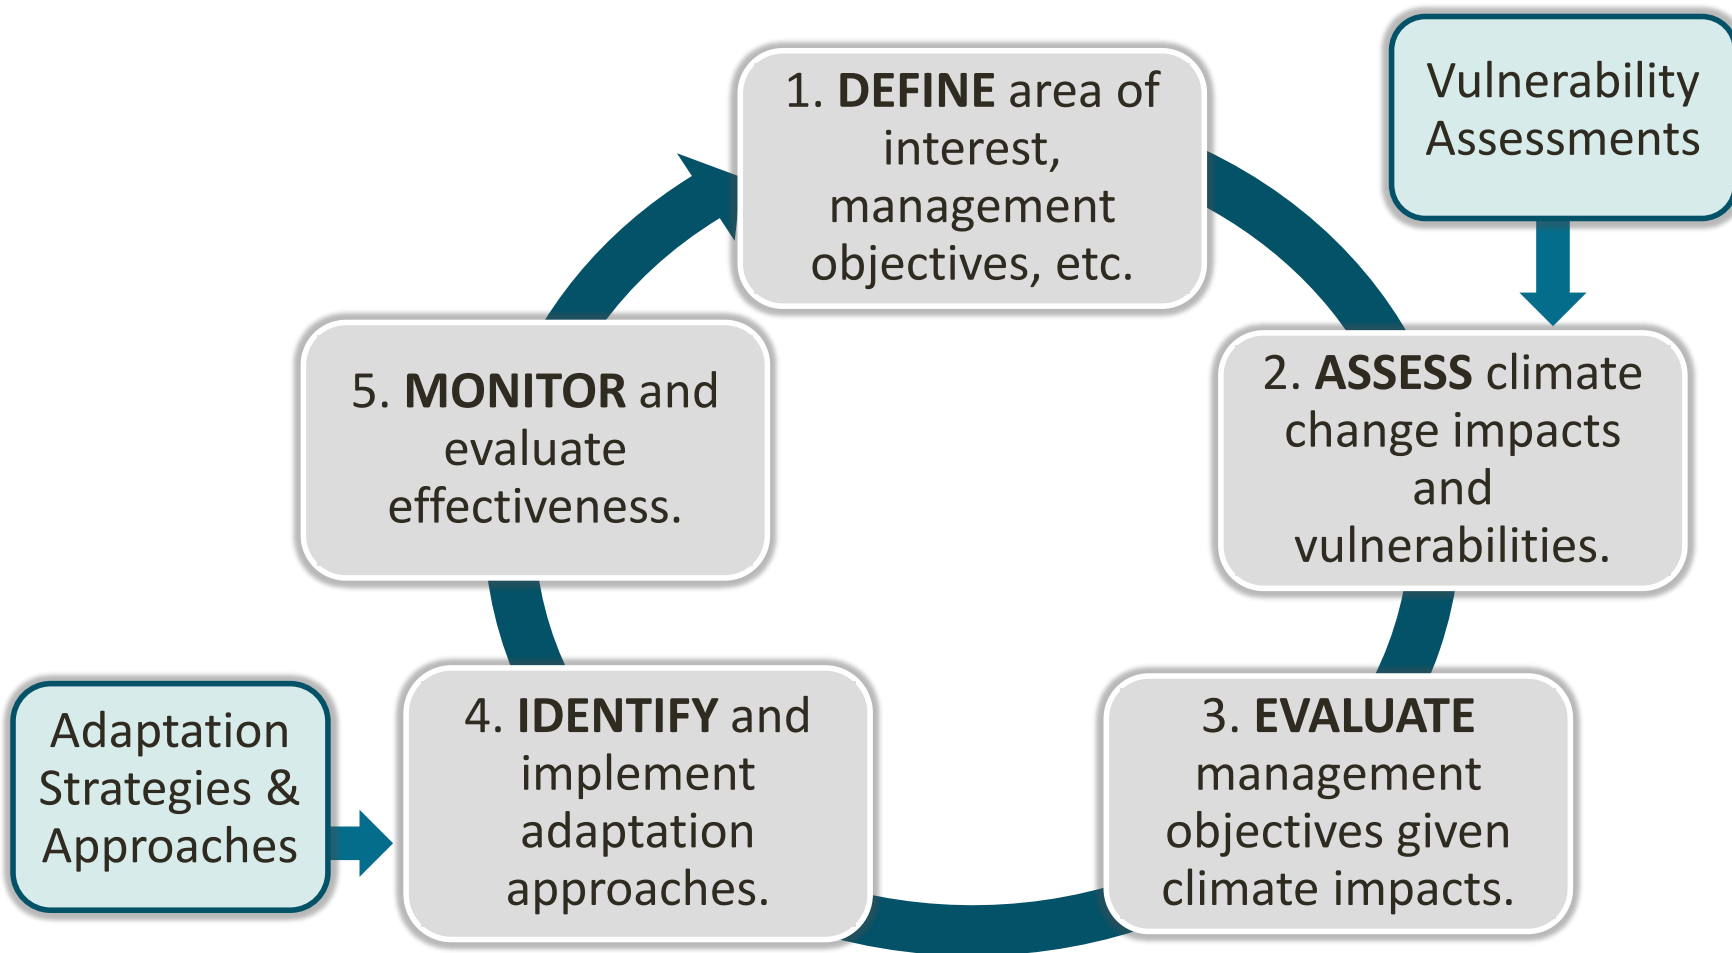 1. DEFINE area of
interest,
management
objectives, etc.
Vulnerability
Assessments
2. ASSESS climate
change impacts
and
vulnerabilities.
3. EVALUATE
management
objectives given
climate impacts.
4. IDENTIFY and
implement
adaptation
approaches.
Adaptation
Strategies &
Approaches
5. MONITOR and
evaluate
effectiveness.